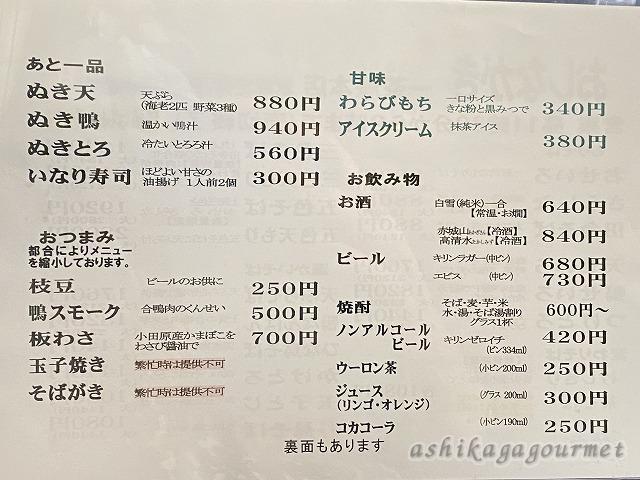 あと一品
ぬき天 天ぷら (海老2匹 野菜3種) 880円
ぬき鴨 温かい鴨汁 940円
ぬきとろ 冷たいとろろ汁 560円
いなり寿司 ほどよい甘さの 油揚げ 1人前2個 300円
おつまみ
都合によりメニュー
を縮小しております。
枝豆 ビールのお供に 250円
鴨スモーク 合鴨肉のくんせい 500円
板わさ 小田原産かまぼこを わさび醤油で 700円
玉子焼き 繁忙時は提供不可
そばがき 繁忙時は提供不可
甘味
わらびもち 一口サイズ きな粉と黒みつで 340円
アイスクリーム 抹茶アイス 380円
お飲み物
お酒 白雪(純米)一合 【常温・お燗】 640円
赤城山【冷酒】
高清水【冷酒】 840円
ビール キリンラガー(中ビン) 680円
エビス (中ビン) 730円
焼酎 そば・麦・芋・米 水・湯・そば湯割り グラス1杯 600円～
ノンアルコール
ビール キリンゼロイチ (ビン334ml) 420円
ウーロン茶 (小ビン200ml) 250円
ジュース (グラス 200ml) 300円
(リンゴ・オレンジ)
コカコーラ (小ビン190ml) 250円
裏面もあります
ashikagagourmet